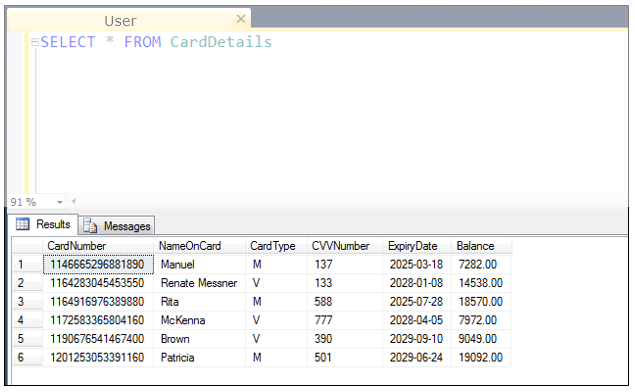 User ×
SELECT * FROM CardDetails
91 %
Results Messages
CardNumber NameOnCard CardType CVVNumber ExpiryDate Balance
1 1146665296881890 Manuel M 137 2025-03-18 7282.00
2 1164283045453550 Renate Messner V 133 2028-01-08 14538.00
3 1164916976389880 Rita M 588 2025-07-28 18570.00
4 1172583365804160 McKenna V 777 2028-04-05 7972.00
5 1190676541467400 Brown V 390 2029-09-10 9049.00
6 1201253053391160 Patricia M 501 2029-06-24 19092.00